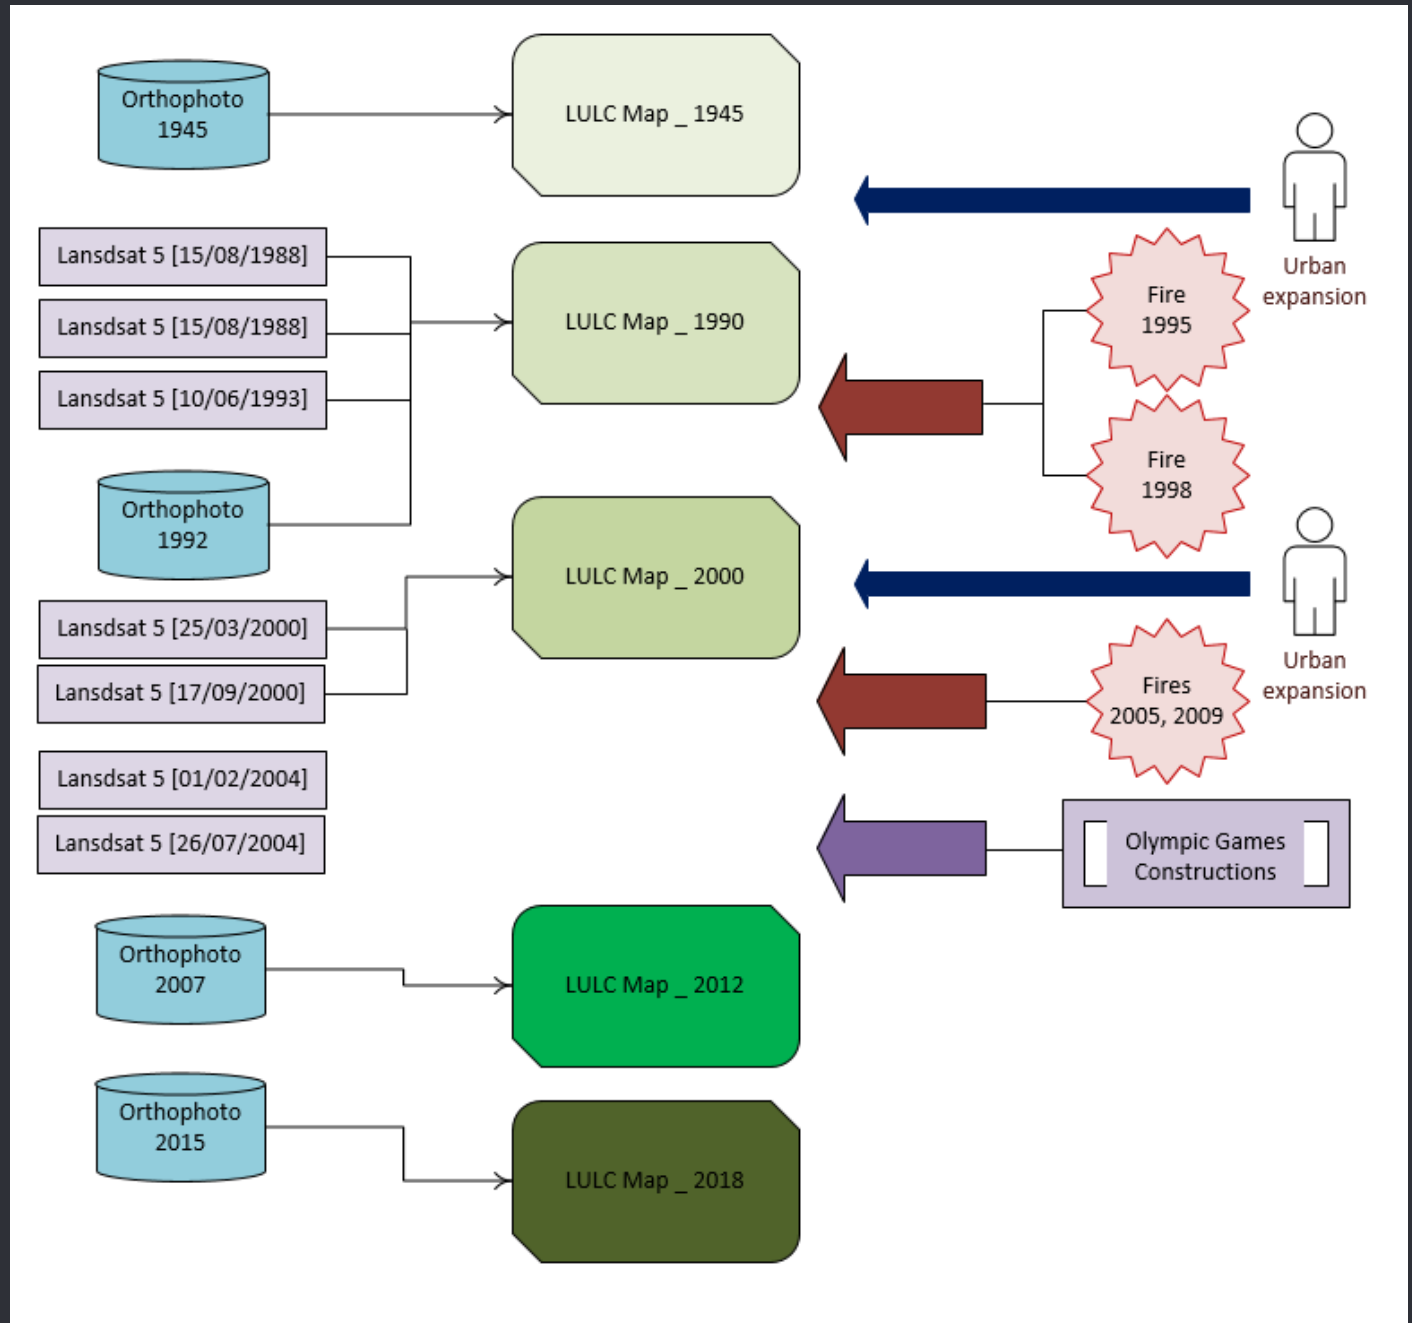 Orthophoto
1945
LULC Map _ 1945
Urban
expansion
Lansdsat 5 [15/08/1988]
Lansdsat 5 [15/08/1988]
Lansdsat 5 [10/06/1993]
LULC Map _ 1990
Fire
1995
Fire
1998
Orthophoto
1992
LULC Map _ 2000
Urban
expansion
Lansdsat 5 [25/03/2000]
Lansdsat 5 [17/09/2000]
Fires
2005, 2009
Lansdsat 5 [01/02/2004]
Lansdsat 5 [26/07/2004]
Olympic Games
Constructions
Orthophoto
2007
LULC Map _ 2012
Orthophoto
2015
LULC Map _ 2018